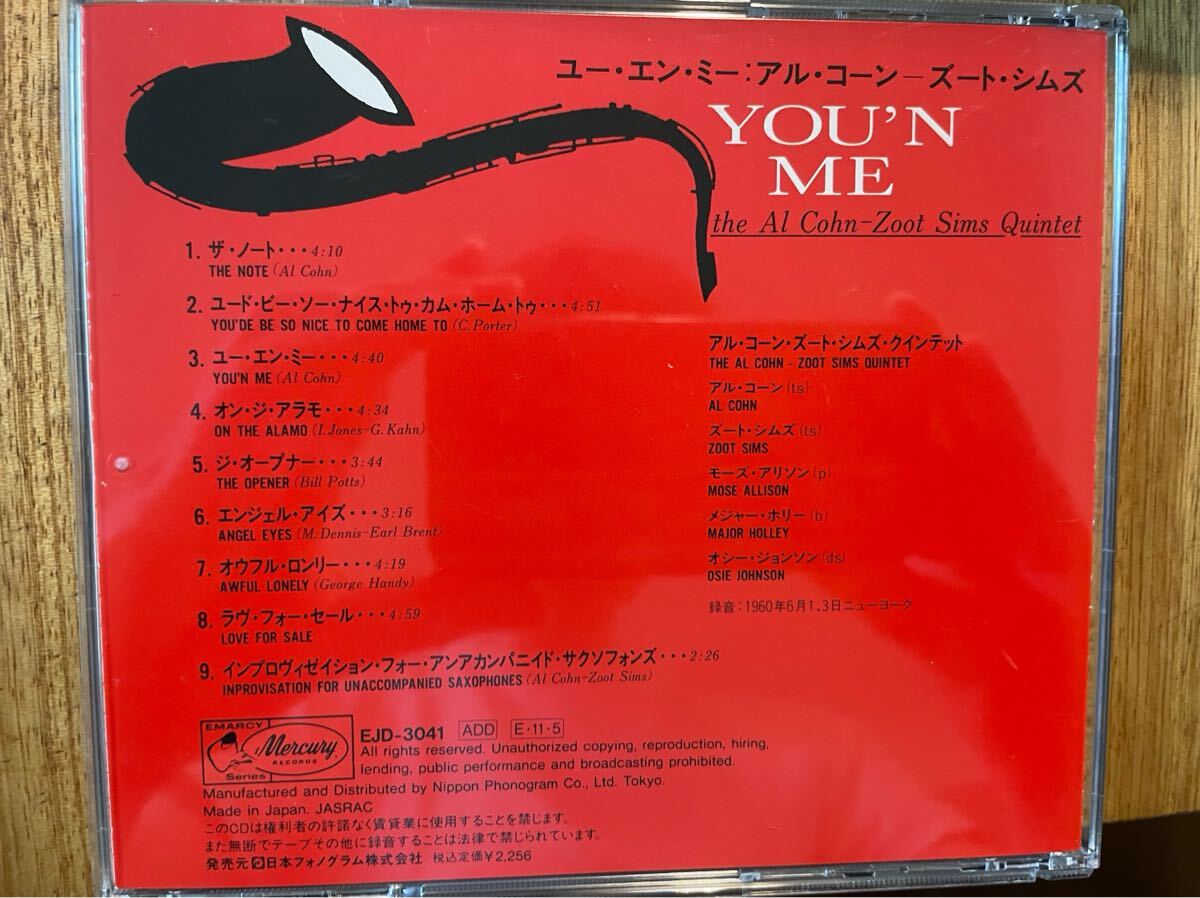 ユー・エン・ミー:アル・コーン−ズート・シムズ
YOU'N
ME
the Al Cohn-Zoot Sims Quintet
1. ザ・ノート・・・4:10
THE NOTE (Al Cohn)
2. ユード・ビー・ソー・ナイス・トゥ・カム・ホーム・トゥ・・・4:51
YOU'DE BE SO NICE TO COME HOME TO (C.Porter)
3. ユー・エン・ミー・・・4:40
YOU'N ME (Al Cohn)
4. オン・ジ・アラモ・・・4:34
ON THE ALAMO (I.Jones-G.Kahn)
5. ジ・オープナー・・・3:44
THE OPENER (Bill Potts)
6. エンジェル・アイズ・・・3:16
ANGEL EYES (M.Dennis-Earl Brent)
7. オウフル・ロンリー・・・4:19
AWFUL LONELY (George Handy)
8. ラヴ・フォー・セール・・・4:59
LOVE FOR SALE
9. インプロヴィゼイション・フォー・アンアカンパニイド・サクソフォンズ・・・2:26
INPROVISATION FOR UNACCOMPANIED SAXOPHONES (Al Cohn-Zoot Sims)
アル・コーン・ズート・シムズ・クインテット
THE AL COHN - ZOOT SIMS QUINTET
アル・コーン(ts)
AL COHN
ズート・シムズ(ts)
ZOOT SIMS
モーズ・アリソン(p)
MOSE ALLISON
メジャー・ホリー(b)
MAJOR HOLLEY
オシー・ジョンソン(ds)
OSIE JOHNSON
録音:1960年6月1、3日ニューヨーク
EMARCY
Mercury
RECORDS
Series
EJD-3041 ADD E・11・5
All rights reserved. Unauthorized copying, reproduction, hiring,
lending, public performance and broadcasting prohibited.
Manufactured and Distributed by Nippon Phonogram Co., Ltd. Tokyo.
Made in Japan. JASRAC
このCDは権利者の許諾なく賃貸業に使用することを禁じます。
また無断でテープその他に録音することは法律で禁じられています。
発売元 日本フォノグラム株式会社 税込定価¥2,256